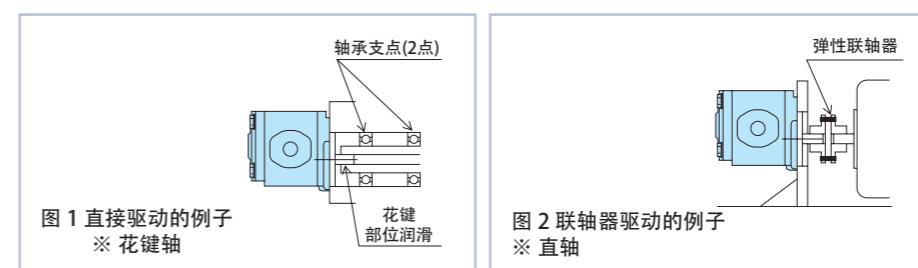 轴承支点(2点)
花键
部位润滑
图 1 直接驱动的例子
※ 花键轴
弹性联轴器
图 2 联轴器驱动的例子
※ 直轴